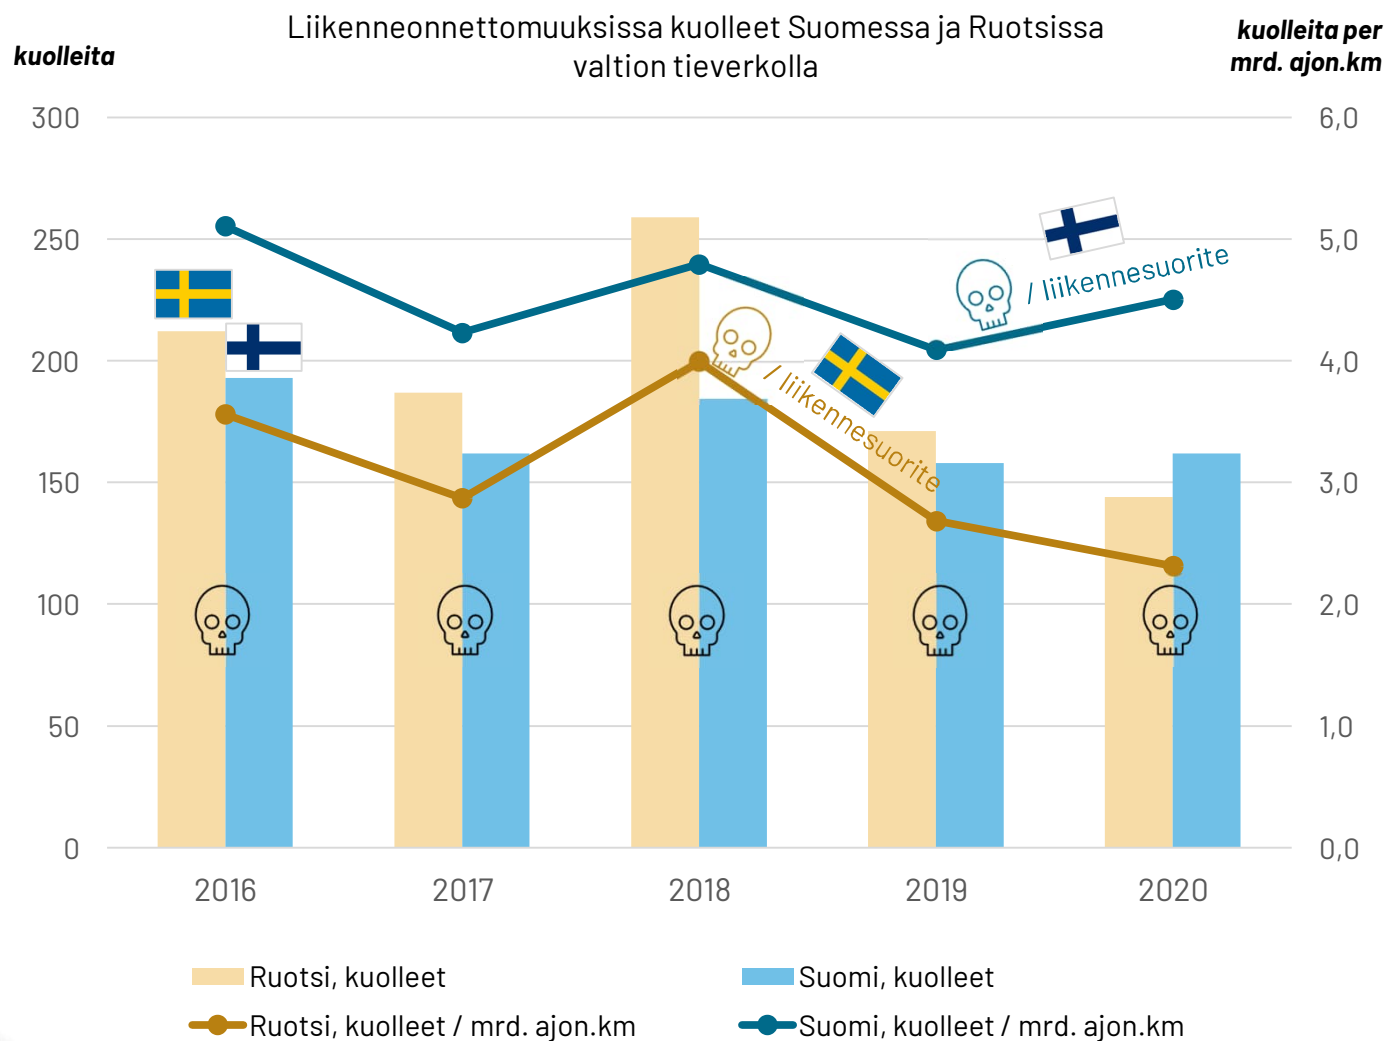 Liikenneonnettomuuksissa kuolleet Suomessa ja Ruotsissa
valtion tieverkolla
kuolleita
kuolleita per
mrd. ajon.km
300
250
200
150
100
50
0
6,0
5,0
4,0
3,0
2,0
1,0
0,0
/ liikennesuorite
/ liikennesuorite
2016
2017
2018
2019
2020
Ruotsi, kuolleet
Suomi, kuolleet
Ruotsi, kuolleet / mrd. ajon.km
Suomi, kuolleet / mrd. ajon.km